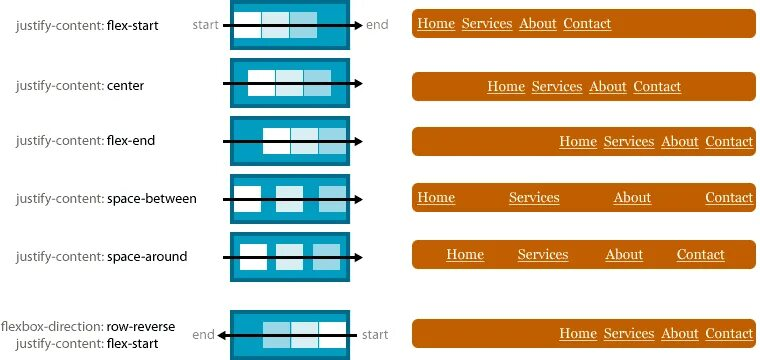 justify-content: flex-start start end Home Services About Contact
justify-content: center Home Services About Contact
justify-content: flex-end Home Services About Contact
justify-content: space-between Home Services About Contact
justify-content: space-around Home Services About Contact
flexbox-direction: row-reverse
justify-content: flex-start end start Home Services About Contact